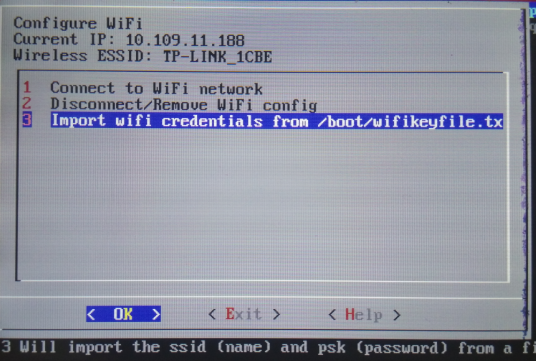 Configure WiFi
Current IP: 10.109.11.188
Wireless ESSID: TP-LINK_1CBE
1 Connect to WiFi network
2 Disconnect/Remove WiFi config
3 Import wifi credentials from /boot/wifikeyfile.tx
< OK > < Exit > < Help >
3 Will import the ssid (name) and psk (password) from a fi